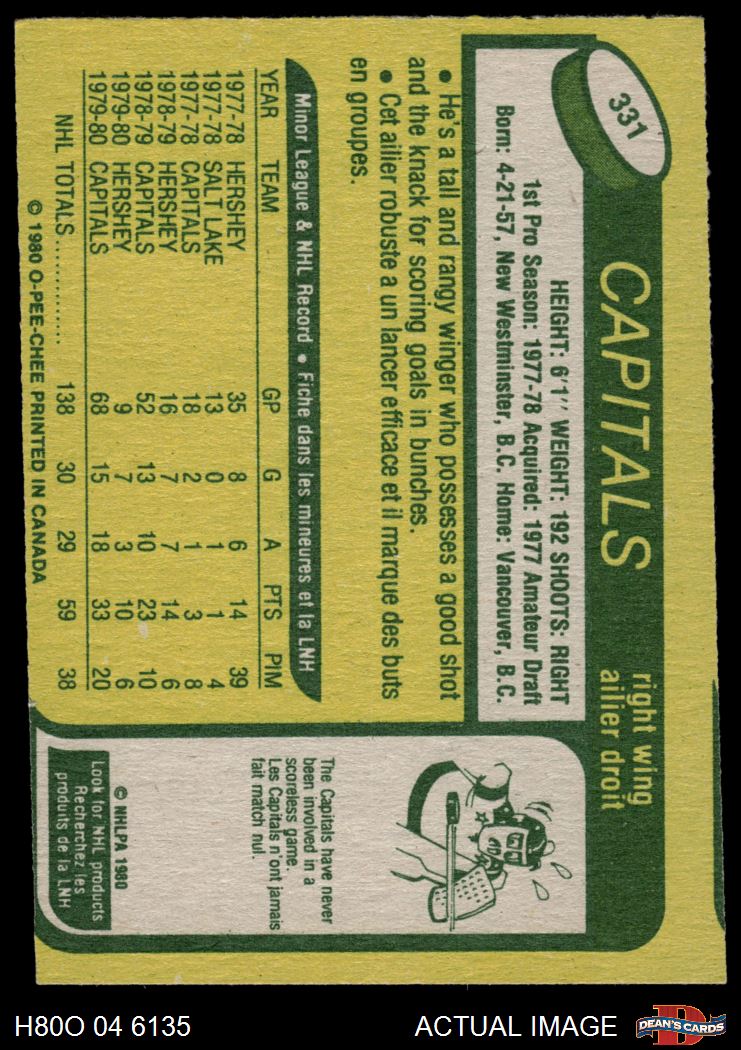 331
CAPITALS
right wing
ailier droit
HEIGHT: 6'1" WEIGHT: 192 SHOOTS: RIGHT
1st Pro Season: 1977-78 Acquired: 1977 Amateur Draft
Born: 4-21-57, New Westminster, B.C. Home: Vancouver, B.C.
• He's a tall and rangy winger who possesses a good shot
and the knack for scoring goals in bunches.
• Cet ailier robuste a un lancer efficace et il marque des buts
en groupes.
Minor League & NHL Record • Fiche dans les mineures et la LNH
YEAR TEAM GP G A PTS PIM
1977-78 HERSHEY 35 8 6 14 39
1977-78 SALT LAKE 13 0 1 1 4
1977-78 CAPITALS 18 2 1 3 8
1978-79 HERSHEY 16 7 7 14 6
1978-79 CAPITALS 52 13 10 23 10
1979-80 HERSHEY 9 7 3 10 6
1979-80 CAPITALS 68 15 18 33 20
NHL TOTALS ............. 138 30 29 59 38
© 1980 O-PEE-CHEE PRINTED IN CANADA
The Capitals have never
been involved in a
scoreless game.
Les Capitals n'ont jamais
fait match nul.
© NHLPA 1980
Look for NHL products
Recherchez les
produits de la LNH
H80O 04 6135
ACTUAL IMAGE
D
DEAN'S CARDS